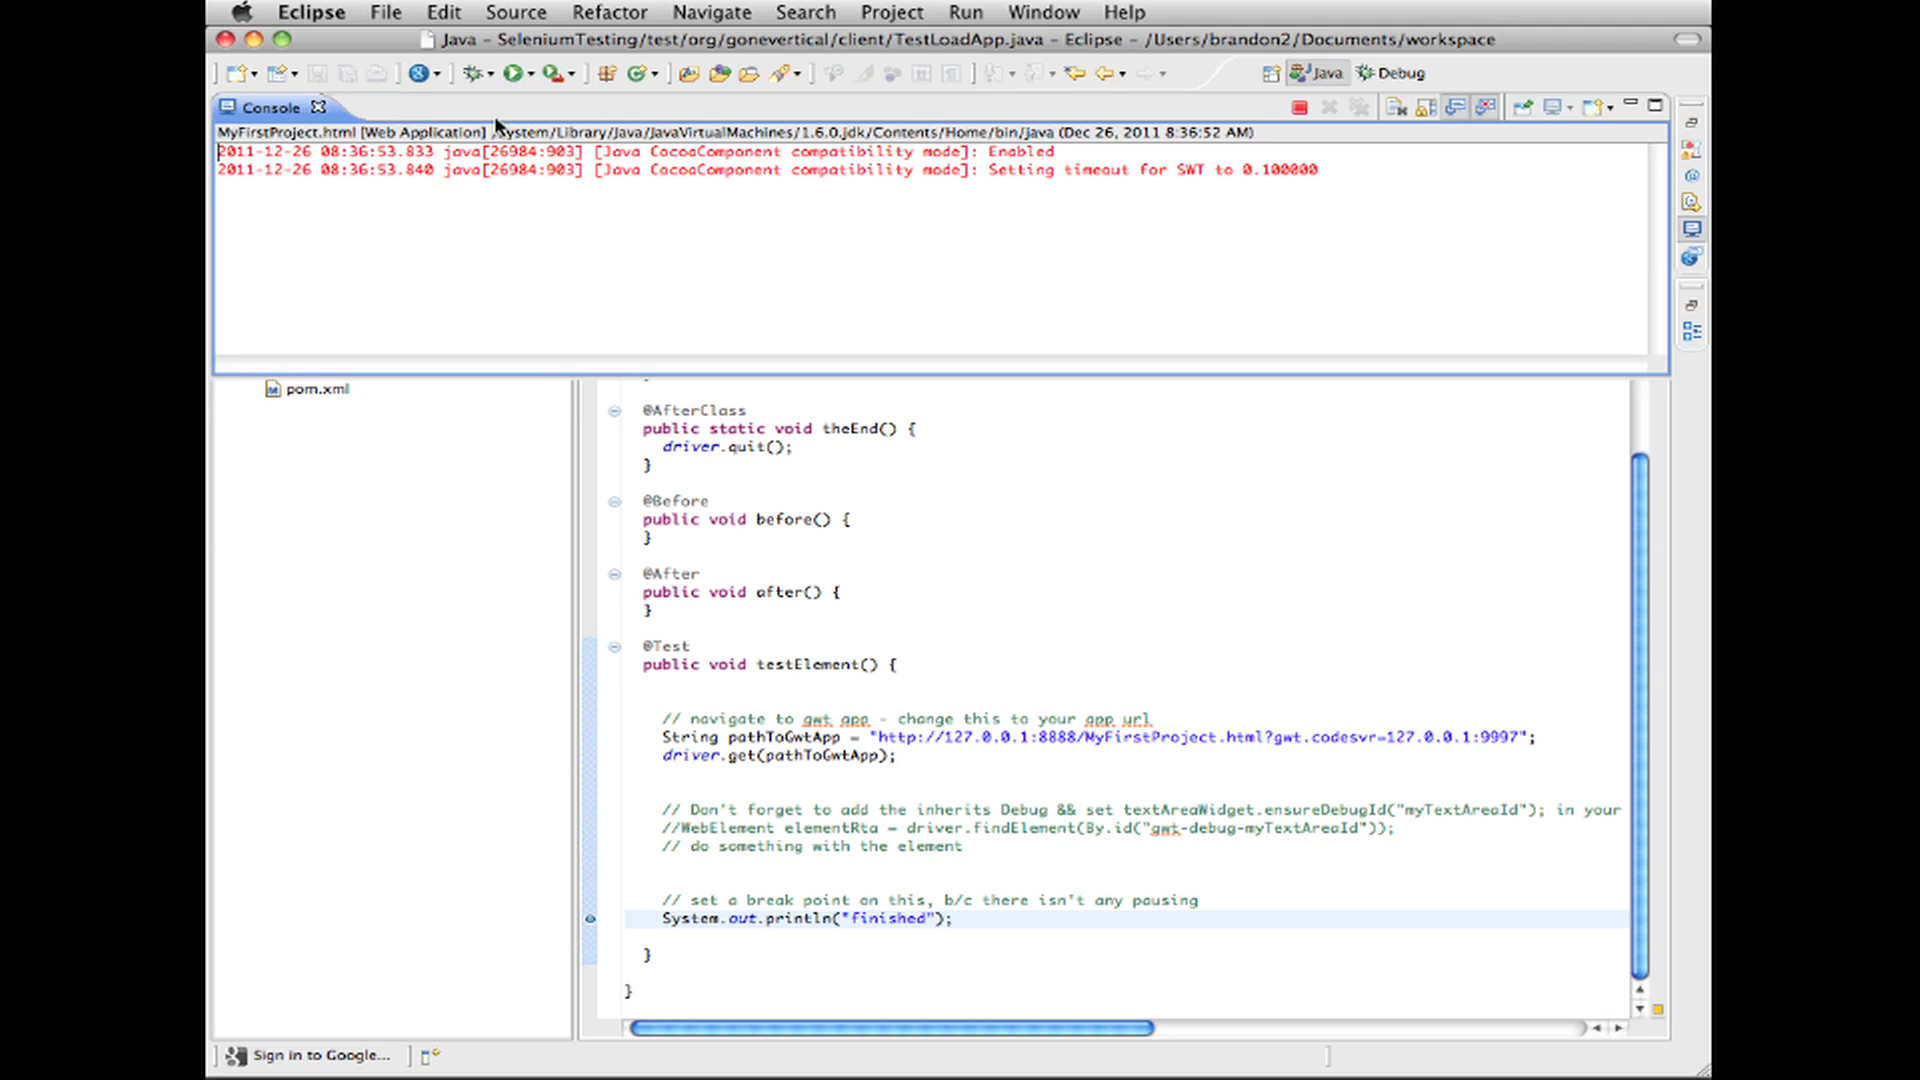 Eclipse File Edit Source Refactor Navigate Search Project Run Window Help
Java - SeleniumTesting/test/org/gonevertical/client/TestLoadApp.java - Eclipse - /Users/brandon2/Documents/workspace
Java Debug
Console
MyFirstProject.html [Web Application] /System/Library/Java/JavaVirtualMachines/1.6.0.jdk/Contents/Home/bin/java (Dec 26, 2011 8:36:52 AM)
2011-12-26 08:36:53.833 java[26984:903] [Java CocoaComponent compatibility mode]: Enabled
2011-12-26 08:36:53.840 java[26984:903] [Java CocoaComponent compatibility mode]: Setting timeout for SWT to 0.100000
pom.xml
@AfterClass
public static void theEnd() {
driver.quit();
}
@Before
public void before() {
}
@After
public void after() {
}
@Test
public void testElement() {
// navigate to gwt app - change this to your app url
String pathToGwtApp = "http://127.0.0.1:8888/MyFirstProject.html?gwt.codesvr=127.0.0.1:9997";
driver.get(pathToGwtApp);
// Don't forget to add the inherits Debug && set textAreaWidget.ensureDebugId("myTextAreaId"); in your
//WebElement elementRta = driver.findElement(By.id("gwt-debug-myTextAreaId"));
// do something with the element
// set a break point on this, b/c there isn't any pausing
System.out.println("finished");
}
}
Sign in to Google...